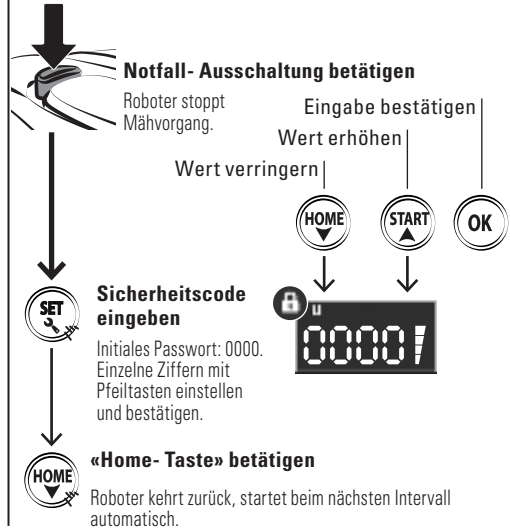 Notfall- Ausschaltung betätigen
Roboter stoppt
Mähvorgang.
Eingabe bestätigen
Wert erhöhen
Wert verringern
HOME
START
OK
SET
Sicherheitscode
eingeben
Initiales Passwort: 0000.
Einzelne Ziffern mit
Pfeiltasten einstellen
und bestätigen.
0000
HOME
«Home- Taste» betätigen
Roboter kehrt zurück, startet beim nächsten Intervall
automatisch.